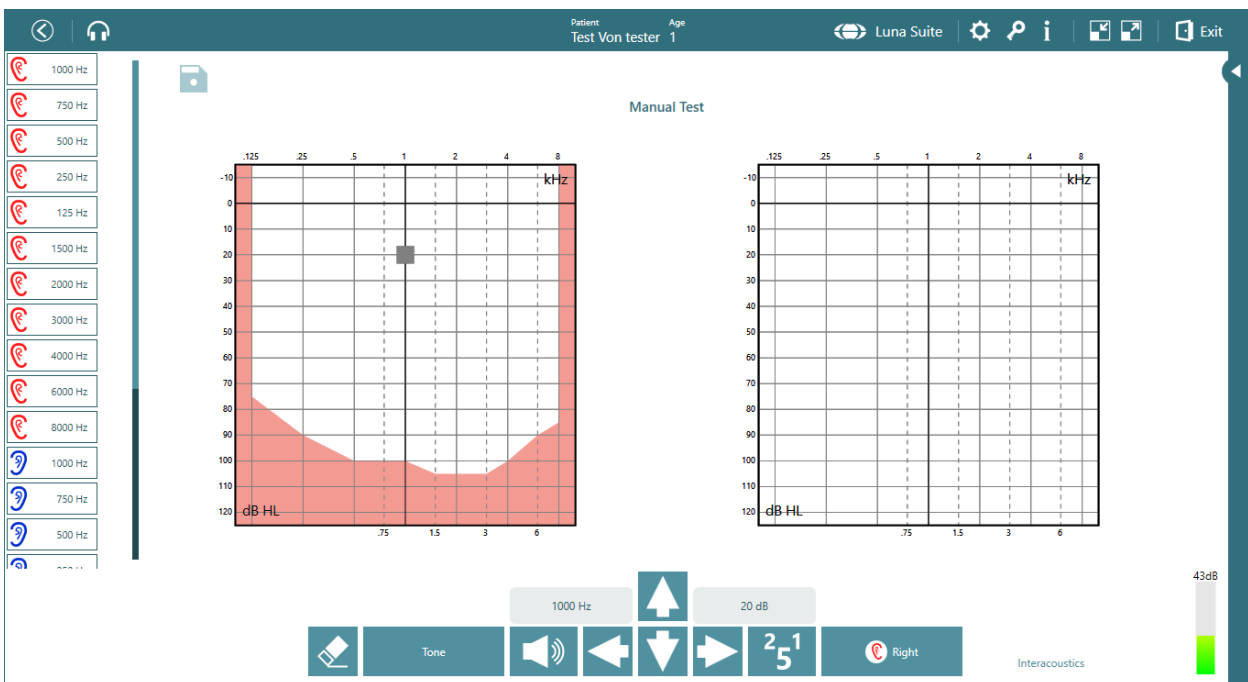 Patient Age
Test Von tester 1
Luna Suite
i
Exit
1000 Hz
750 Hz
500 Hz
250 Hz
125 Hz
1500 Hz
2000 Hz
3000 Hz
4000 Hz
6000 Hz
8000 Hz
1000 Hz
750 Hz
500 Hz
Manual Test
.125 .25 .5 1 2 4 8
kHz
-10
0
10
20
30
40
50
60
70
80
90
100
110
120
dB HL
.75 1.5 3 6
.125 .25 .5 1 2 4 8
kHz
-10
0
10
20
30
40
50
60
70
80
90
100
110
120
dB HL
.75 1.5 3 6
43dB
1000 Hz 20 dB
Tone 2 5 1 Right
Interacoustics